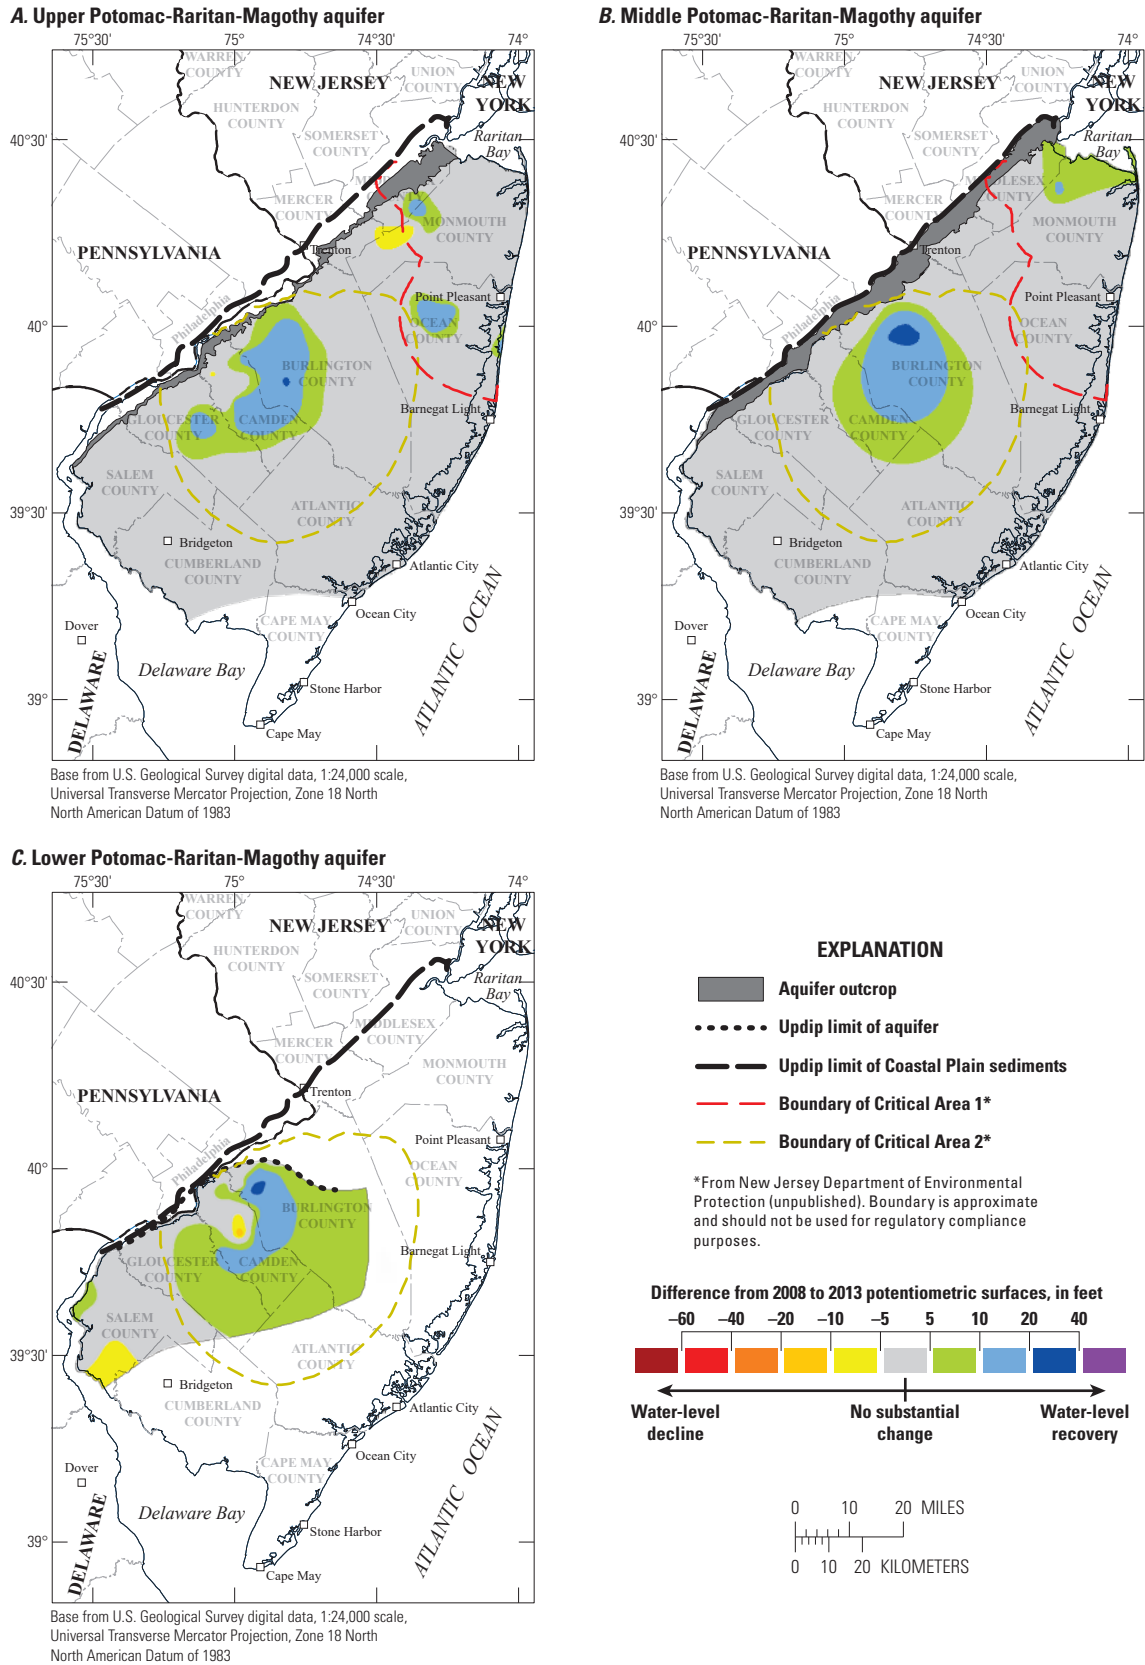 A. Upper Potomac-Raritan-Magothy aquifer
75°30'
75°
74°30'
74°
WARREN
COUNTY
NEW JERSEY
UNION
COUNTY
NEW
YORK
HUNTERDON
COUNTY
SOMERSET
COUNTY
Raritan
Bay
40°30'
MERCER
COUNTY
MONMOUTH
COUNTY
PENNSYLVANIA
Trenton
Philadelphia
Point Pleasant
40°
OCEAN
COUNTY
BURLINGTON
COUNTY
Barnegat Light
GLOUCESTER
COUNTY
CAMDEN
COUNTY
SALEM
COUNTY
39°30'
ATLANTIC
COUNTY
Bridgeton
CUMBERLAND
COUNTY
Atlantic City
Ocean City
CAPE MAY
COUNTY
Dover
DELAWARE
Delaware Bay
Stone Harbor
ATLANTIC OCEAN
39°
Cape May
Base from U.S. Geological Survey digital data, 1:24,000 scale,
Universal Transverse Mercator Projection, Zone 18 North
North American Datum of 1983
B. Middle Potomac-Raritan-Magothy aquifer
75°30'
75°
74°30'
74°
WARREN
COUNTY
NEW JERSEY
UNION
COUNTY
NEW
YORK
HUNTERDON
COUNTY
SOMERSET
COUNTY
Raritan
Bay
40°30'
MIDDLESEX
COUNTY
MERCER
COUNTY
MONMOUTH
COUNTY
PENNSYLVANIA
Trenton
Philadelphia
Point Pleasant
40°
OCEAN
COUNTY
BURLINGTON
COUNTY
Barnegat Light
GLOUCESTER
COUNTY
CAMDEN
COUNTY
SALEM
COUNTY
39°30'
ATLANTIC
COUNTY
Bridgeton
CUMBERLAND
COUNTY
Atlantic City
Ocean City
CAPE MAY
COUNTY
Dover
DELAWARE
Delaware Bay
Stone Harbor
ATLANTIC OCEAN
39°
Cape May
Base from U.S. Geological Survey digital data, 1:24,000 scale,
Universal Transverse Mercator Projection, Zone 18 North
North American Datum of 1983
C. Lower Potomac-Raritan-Magothy aquifer
75°30'
75°
74°30'
74°
WARREN
COUNTY
NEW JERSEY
UNION
COUNTY
NEW
YORK
HUNTERDON
COUNTY
SOMERSET
COUNTY
Raritan
Bay
40°30'
MIDDLESEX
COUNTY
MERCER
COUNTY
MONMOUTH
COUNTY
PENNSYLVANIA
Trenton
Philadelphia
Point Pleasant
40°
OCEAN
COUNTY
BURLINGTON
COUNTY
Barnegat Light
GLOUCESTER
COUNTY
CAMDEN
COUNTY
SALEM
COUNTY
39°30'
ATLANTIC
COUNTY
Bridgeton
CUMBERLAND
COUNTY
Atlantic City
Ocean City
CAPE MAY
COUNTY
Dover
DELAWARE
Delaware Bay
Stone Harbor
ATLANTIC OCEAN
39°
Cape May
Base from U.S. Geological Survey digital data, 1:24,000 scale,
Universal Transverse Mercator Projection, Zone 18 North
North American Datum of 1983
EXPLANATION
Aquifer outcrop
Updip limit of aquifer
Updip limit of Coastal Plain sediments
Boundary of Critical Area 1*
Boundary of Critical Area 2*
*From New Jersey Department of Environmental
Protection (unpublished). Boundary is approximate
and should not be used for regulatory compliance
purposes.
Difference from 2008 to 2013 potentiometric surfaces, in feet
−60 −40 −20 −10 −5 5 10 20 40
Water-level
decline
No substantial
change
Water-level
recovery
0 10 20 MILES
0 10 20 KILOMETERS